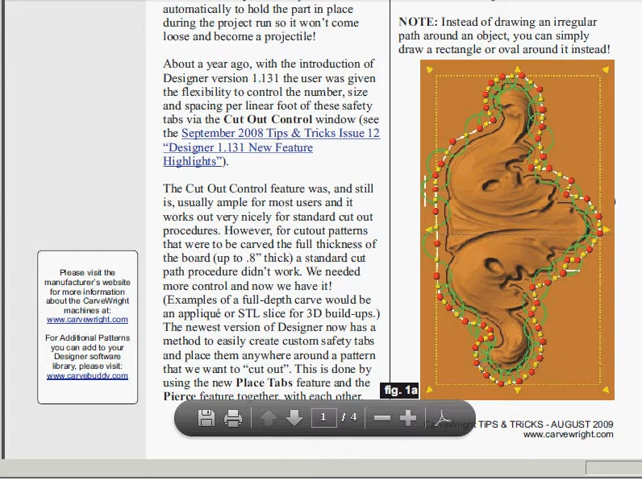 automatically to hold the part in place
during the project run so it won't come
loose and become a projectile!
About a year ago, with the introduction of
Designer version 1.131 the user was given
the flexibility to control the number, size
and spacing per linear foot of these safety
tabs via the Cut Out Control window (see
the September 2008 Tips & Tricks Issue 12
“Designer 1.131 New Feature
Highlights”).
The Cut Out Control feature was, and still
is, usually ample for most users and it
works out very nicely for standard cut out
procedures. However, for cutout patterns
that were to be carved the full thickness of
the board (up to .8” thick) a standard cut
path procedure didn't work. We needed
more control and now we have it!
(Examples of a full-depth carve would be
an appliqué or STL slice for 3D build-ups.)
The newest version of Designer now has a
method to easily create custom safety tabs
and place them anywhere around a pattern
that we want to “cut out”. This is done by
using the new Place Tabs feature and the
Pierce feature together, with each other
NOTE: Instead of drawing an irregular
path around an object, you can simply
draw a rectangle or oval around it instead!
fig. 1a
Please visit the
manufacturer's website
for more information
about the CarveWright
machines at:
www.carvewright.com
For Additional Patterns
you can add to your
Designer software
library, please visit:
www.carvebuddy.com
1 / 4
CarveWright TIPS & TRICKS - AUGUST 2009
www.carvewright.com